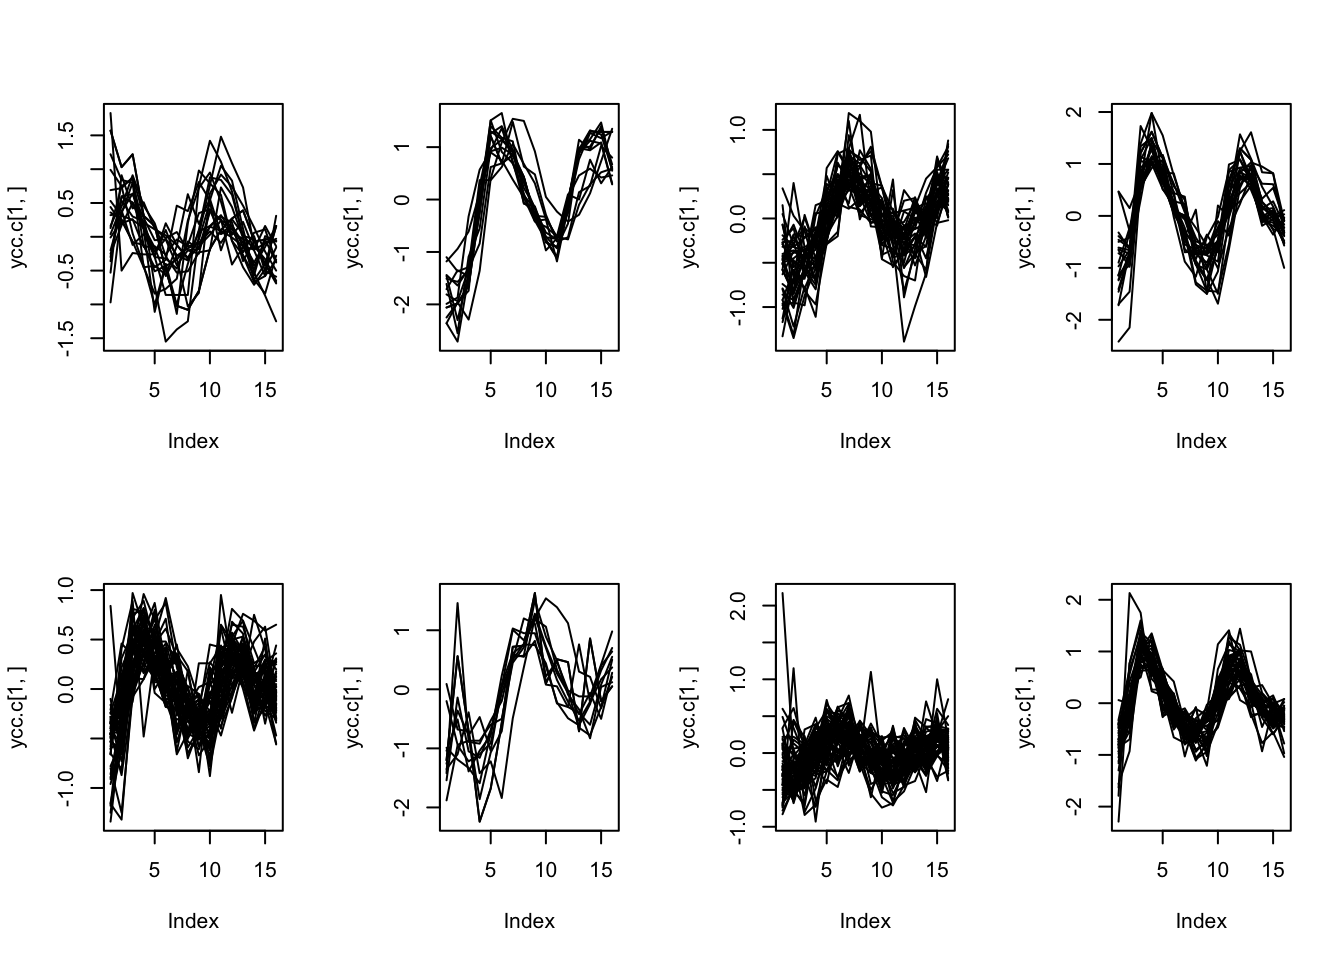 ycc.c[1, ]
-1.5 -0.5 0.5 1.5
5 10 15
Index
ycc.c[1, ]
-2 -1 0 1
5 10 15
Index
ycc.c[1, ]
-1.0 0.0 1.0
5 10 15
Index
ycc.c[1, ]
-2 -1 0 1 2
5 10 15
Index
ycc.c[1, ]
-1.0 0.0 0.5 1.0
5 10 15
Index
ycc.c[1, ]
-2 -1 0 1
5 10 15
Index
ycc.c[1, ]
-1.0 0.0 1.0 2.0
5 10 15
Index
ycc.c[1, ]
-2 -1 0 1 2
5 10 15
Index